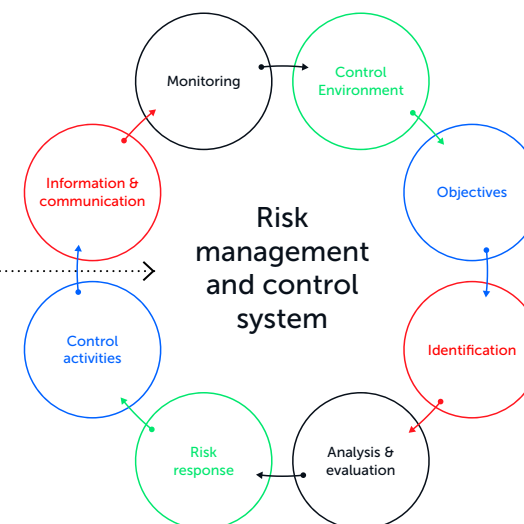 Monitoring
Control
Environment
Information &
communication
Objectives
Risk
management
and control
system
Control
activities
Identification
Risk
response
Analysis &
evaluation